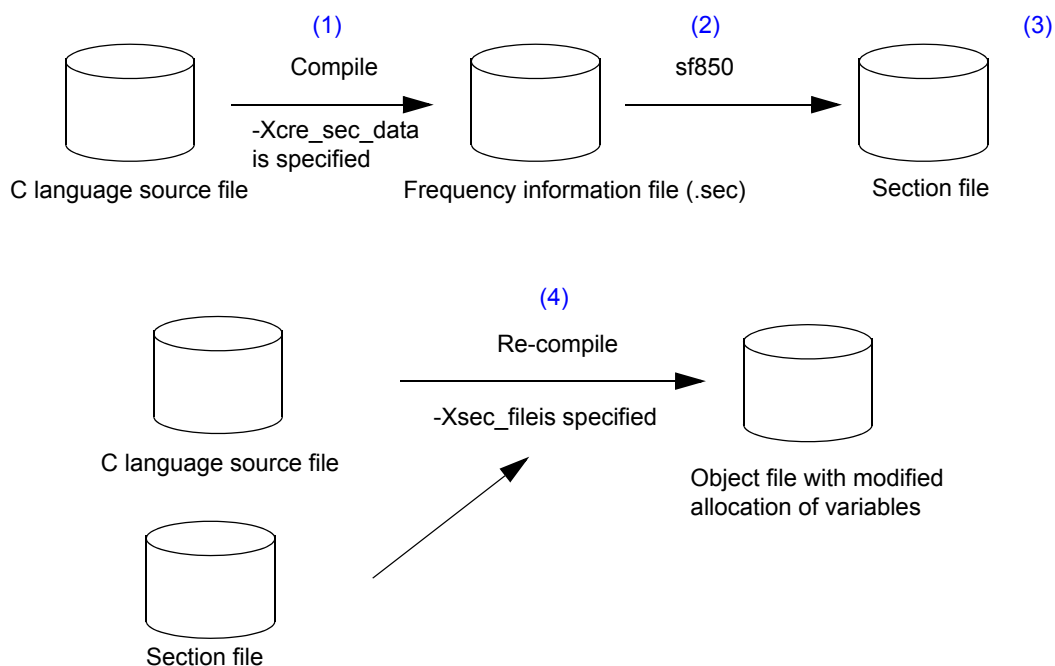 (1)
(2)
(3)
Compile
sf850
-Xcre_sec_data
is specified
C language source file
Frequency information file (.sec)
Section file
(4)
Re-compile
-Xsec_fileis specified
C language source file
Object file with modified
allocation of variables
Section file